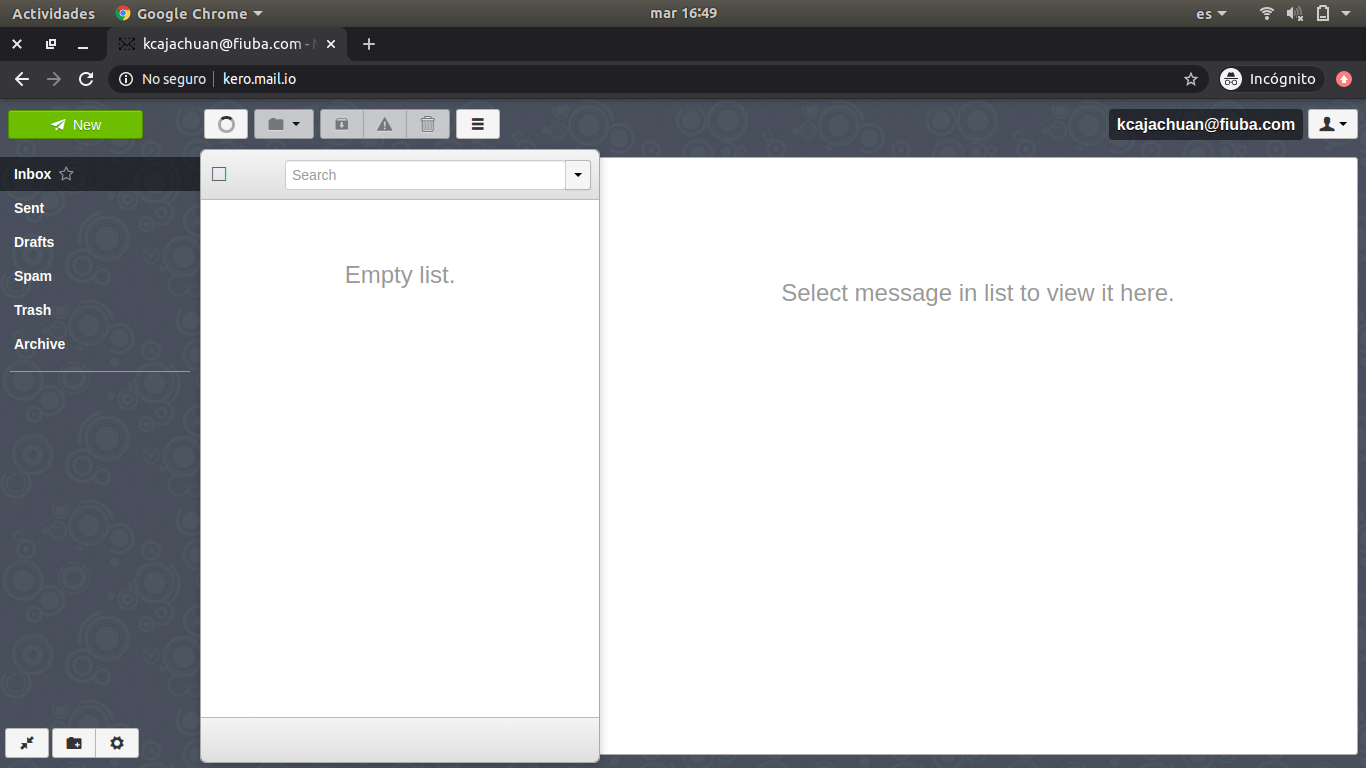 Actividades Google Chrome mar 16:49 es
kcajachuan@fiuba.com -
No seguro kero.mail.io Incógnito
New kcajachuan@fiuba.com
Inbox Search
Sent
Drafts
Empty list.
Spam
Select message in list to view it here.
Trash
Archive